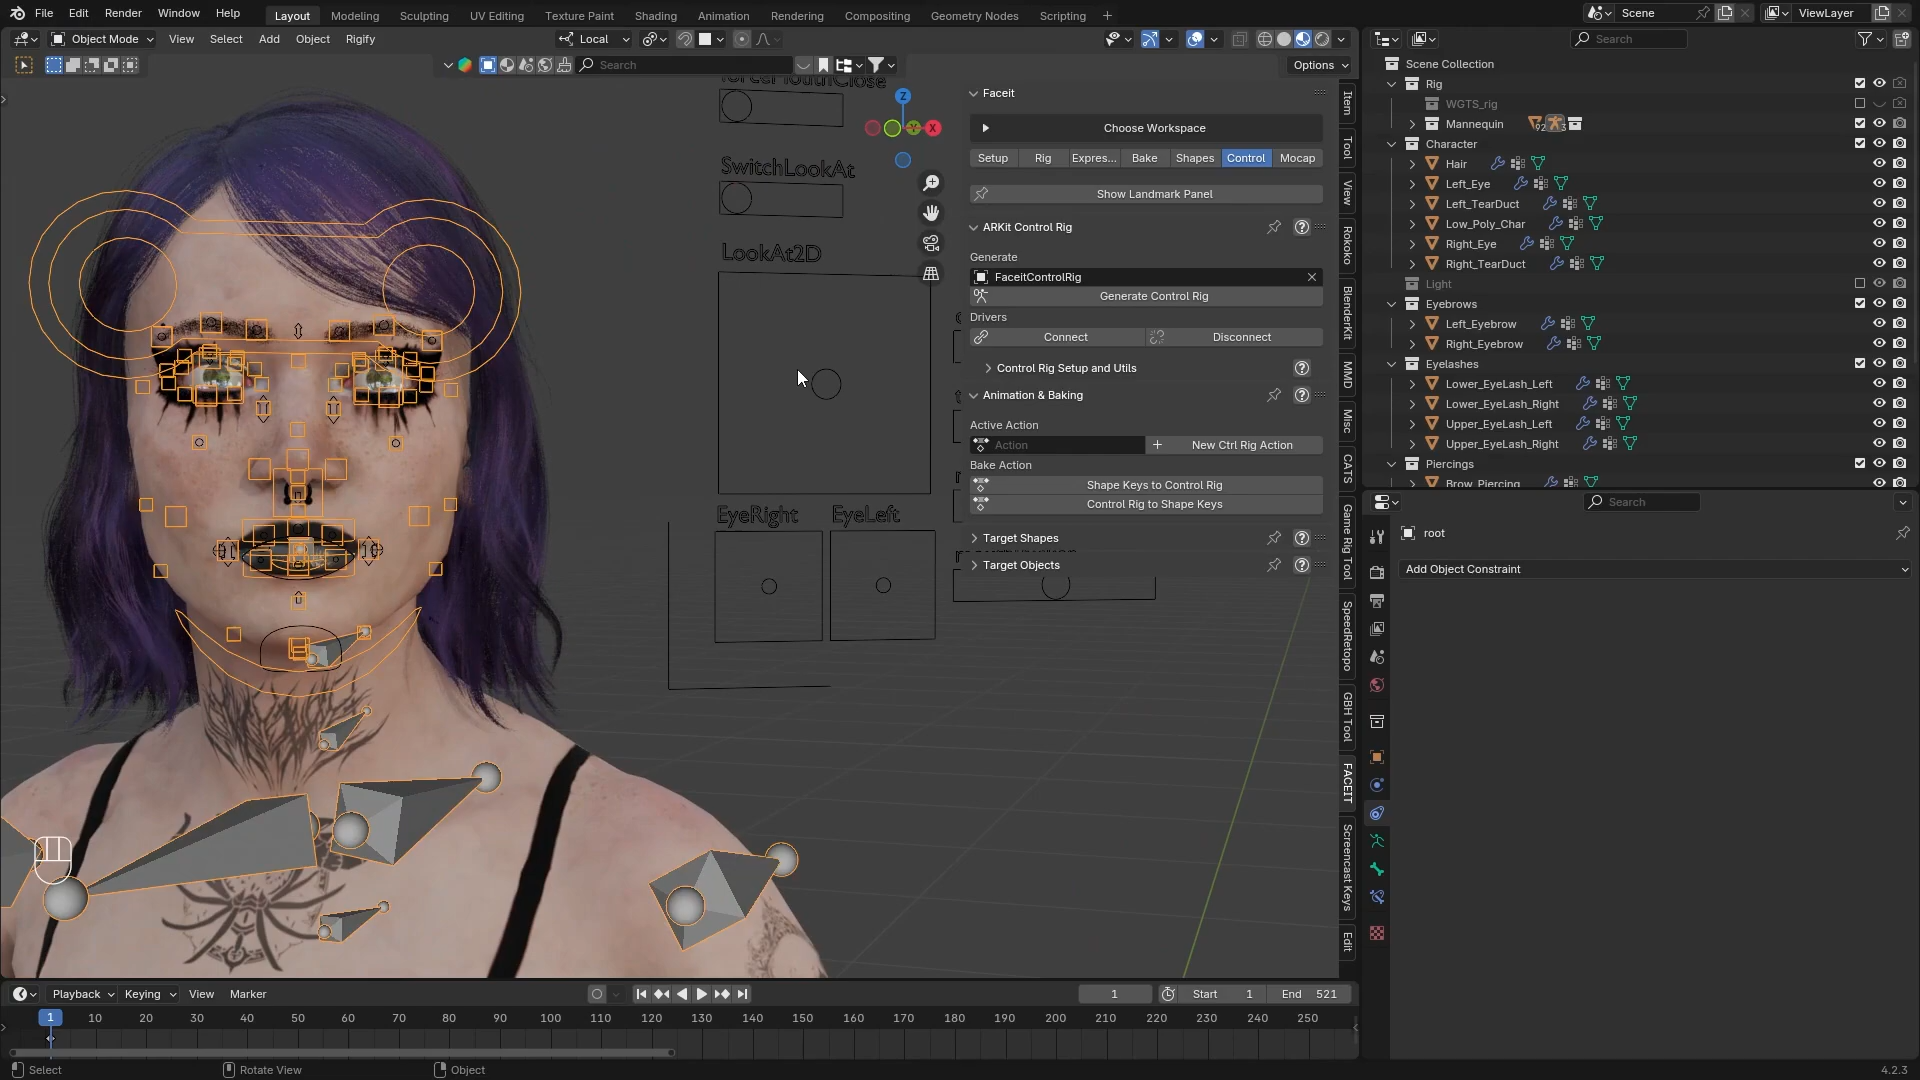 File Edit Render Window Help
Layout Modeling Sculpting UV Editing Texture Paint Shading Animation Rendering Compositing Geometry Nodes Scripting
Scene
ViewLayer
Object Mode View Select Add Object Rigify
Local
Search
Options
Search
SwitchLookAt
LookAt2D
EyeRight EyeLeft
Z
X
Faceit
Choose Workspace
Setup Rig Expres... Bake Shapes Control Mocap
Show Landmark Panel
ARKit Control Rig
Generate
FaceitControlRig
Generate Control Rig
Drivers
Connect Disconnect
Control Rig Setup and Utils
Animation & Baking
Active Action
Action New Ctrl Rig Action
Bake Action
Shape Keys to Control Rig
Control Rig to Shape Keys
Target Shapes
Target Objects
Item
Tool
View
Rokoko
BlenderKit
MMD
Misc
CATS
Game Rig Tool
SpeedRetopo
GBH Tool
FACEIT
Screencast Keys
Edit
Scene Collection
Rig
WGTS_rig
Mannequin 92 3
Character
Hair
Left_Eye
Left_TearDuct
Low_Poly_Char
Right_Eye
Right_TearDuct
Light
Eyebrows
Left_Eyebrow
Right_Eyebrow
Eyelashes
Lower_EyeLash_Left
Lower_EyeLash_Right
Upper_EyeLash_Left
Upper_EyeLash_Right
Piercings
Brow_Piercing
Search
root
Add Object Constraint
Playback Keying View Marker
1
Start 1 End 521
1 10 20 30 40 50 60 70 80 90 100 110 120 130 140 150 160 170 180 190 200 210 220 230 240 250
Select Rotate View Object
4.2.3